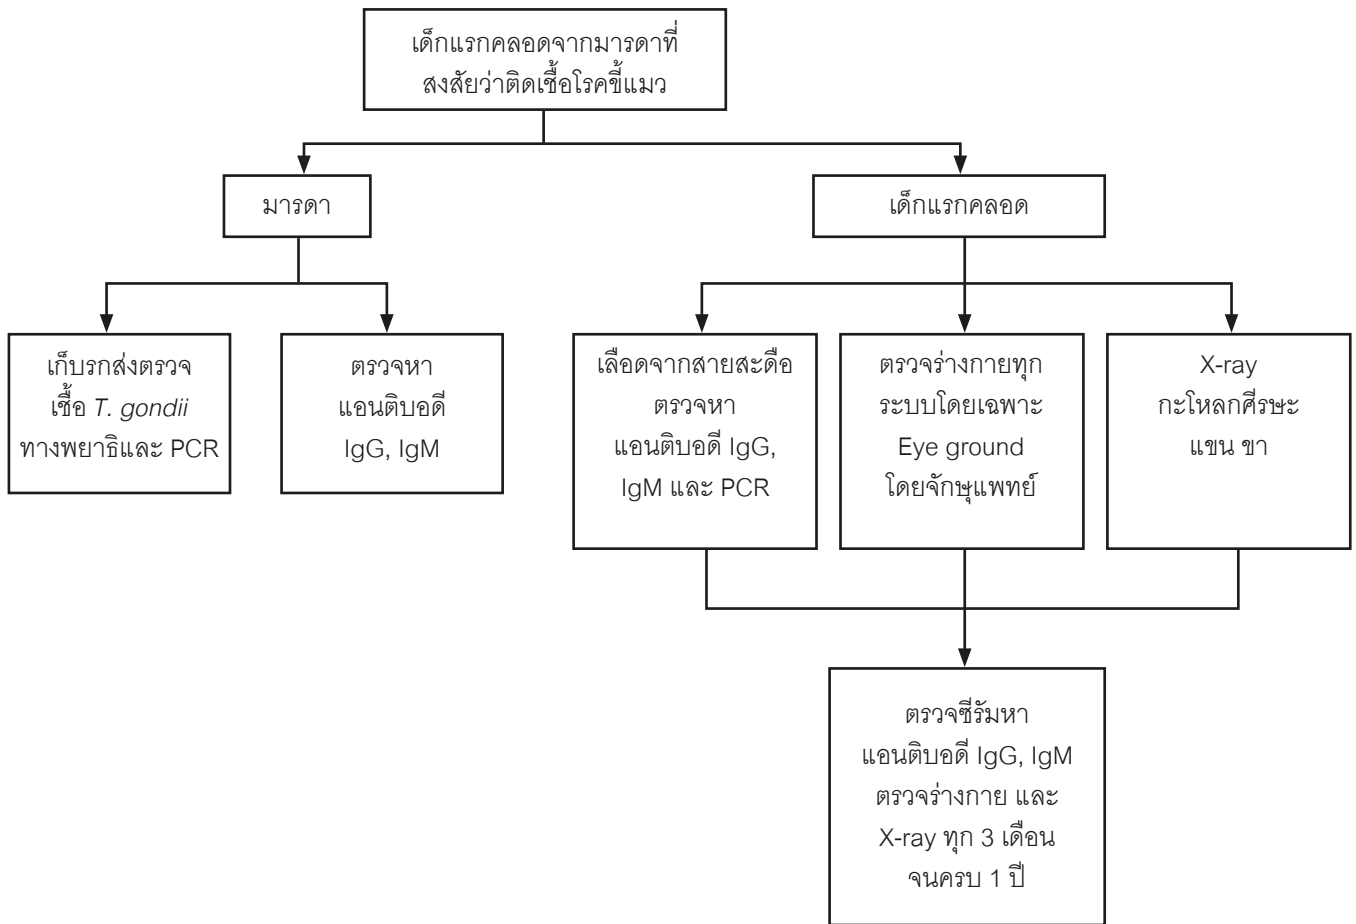 เด็กแรกคลอดจากมารดาที่
สงสัยว่าติดเชื้อโรคขี้แมว
มารดา
เด็กแรกคลอด
เก็บรกส่งตรวจ
เชื้อ T. gondii
ทางพยาธิและ PCR
ตรวจหา
แอนติบอดี
IgG, IgM
เลือดจากสายสะดือ
ตรวจหา
แอนติบอดี IgG,
IgM และ PCR
ตรวจร่างกายทุก
ระบบโดยเฉพาะ
Eye ground
โดยจักษุแพทย์
X-ray
กะโหลกศีรษะ
แขน ขา
ตรวจซีรัมหา
แอนติบอดี IgG, IgM
ตรวจร่างกาย และ
X-ray ทุก 3 เดือน
จนครบ 1 ปี